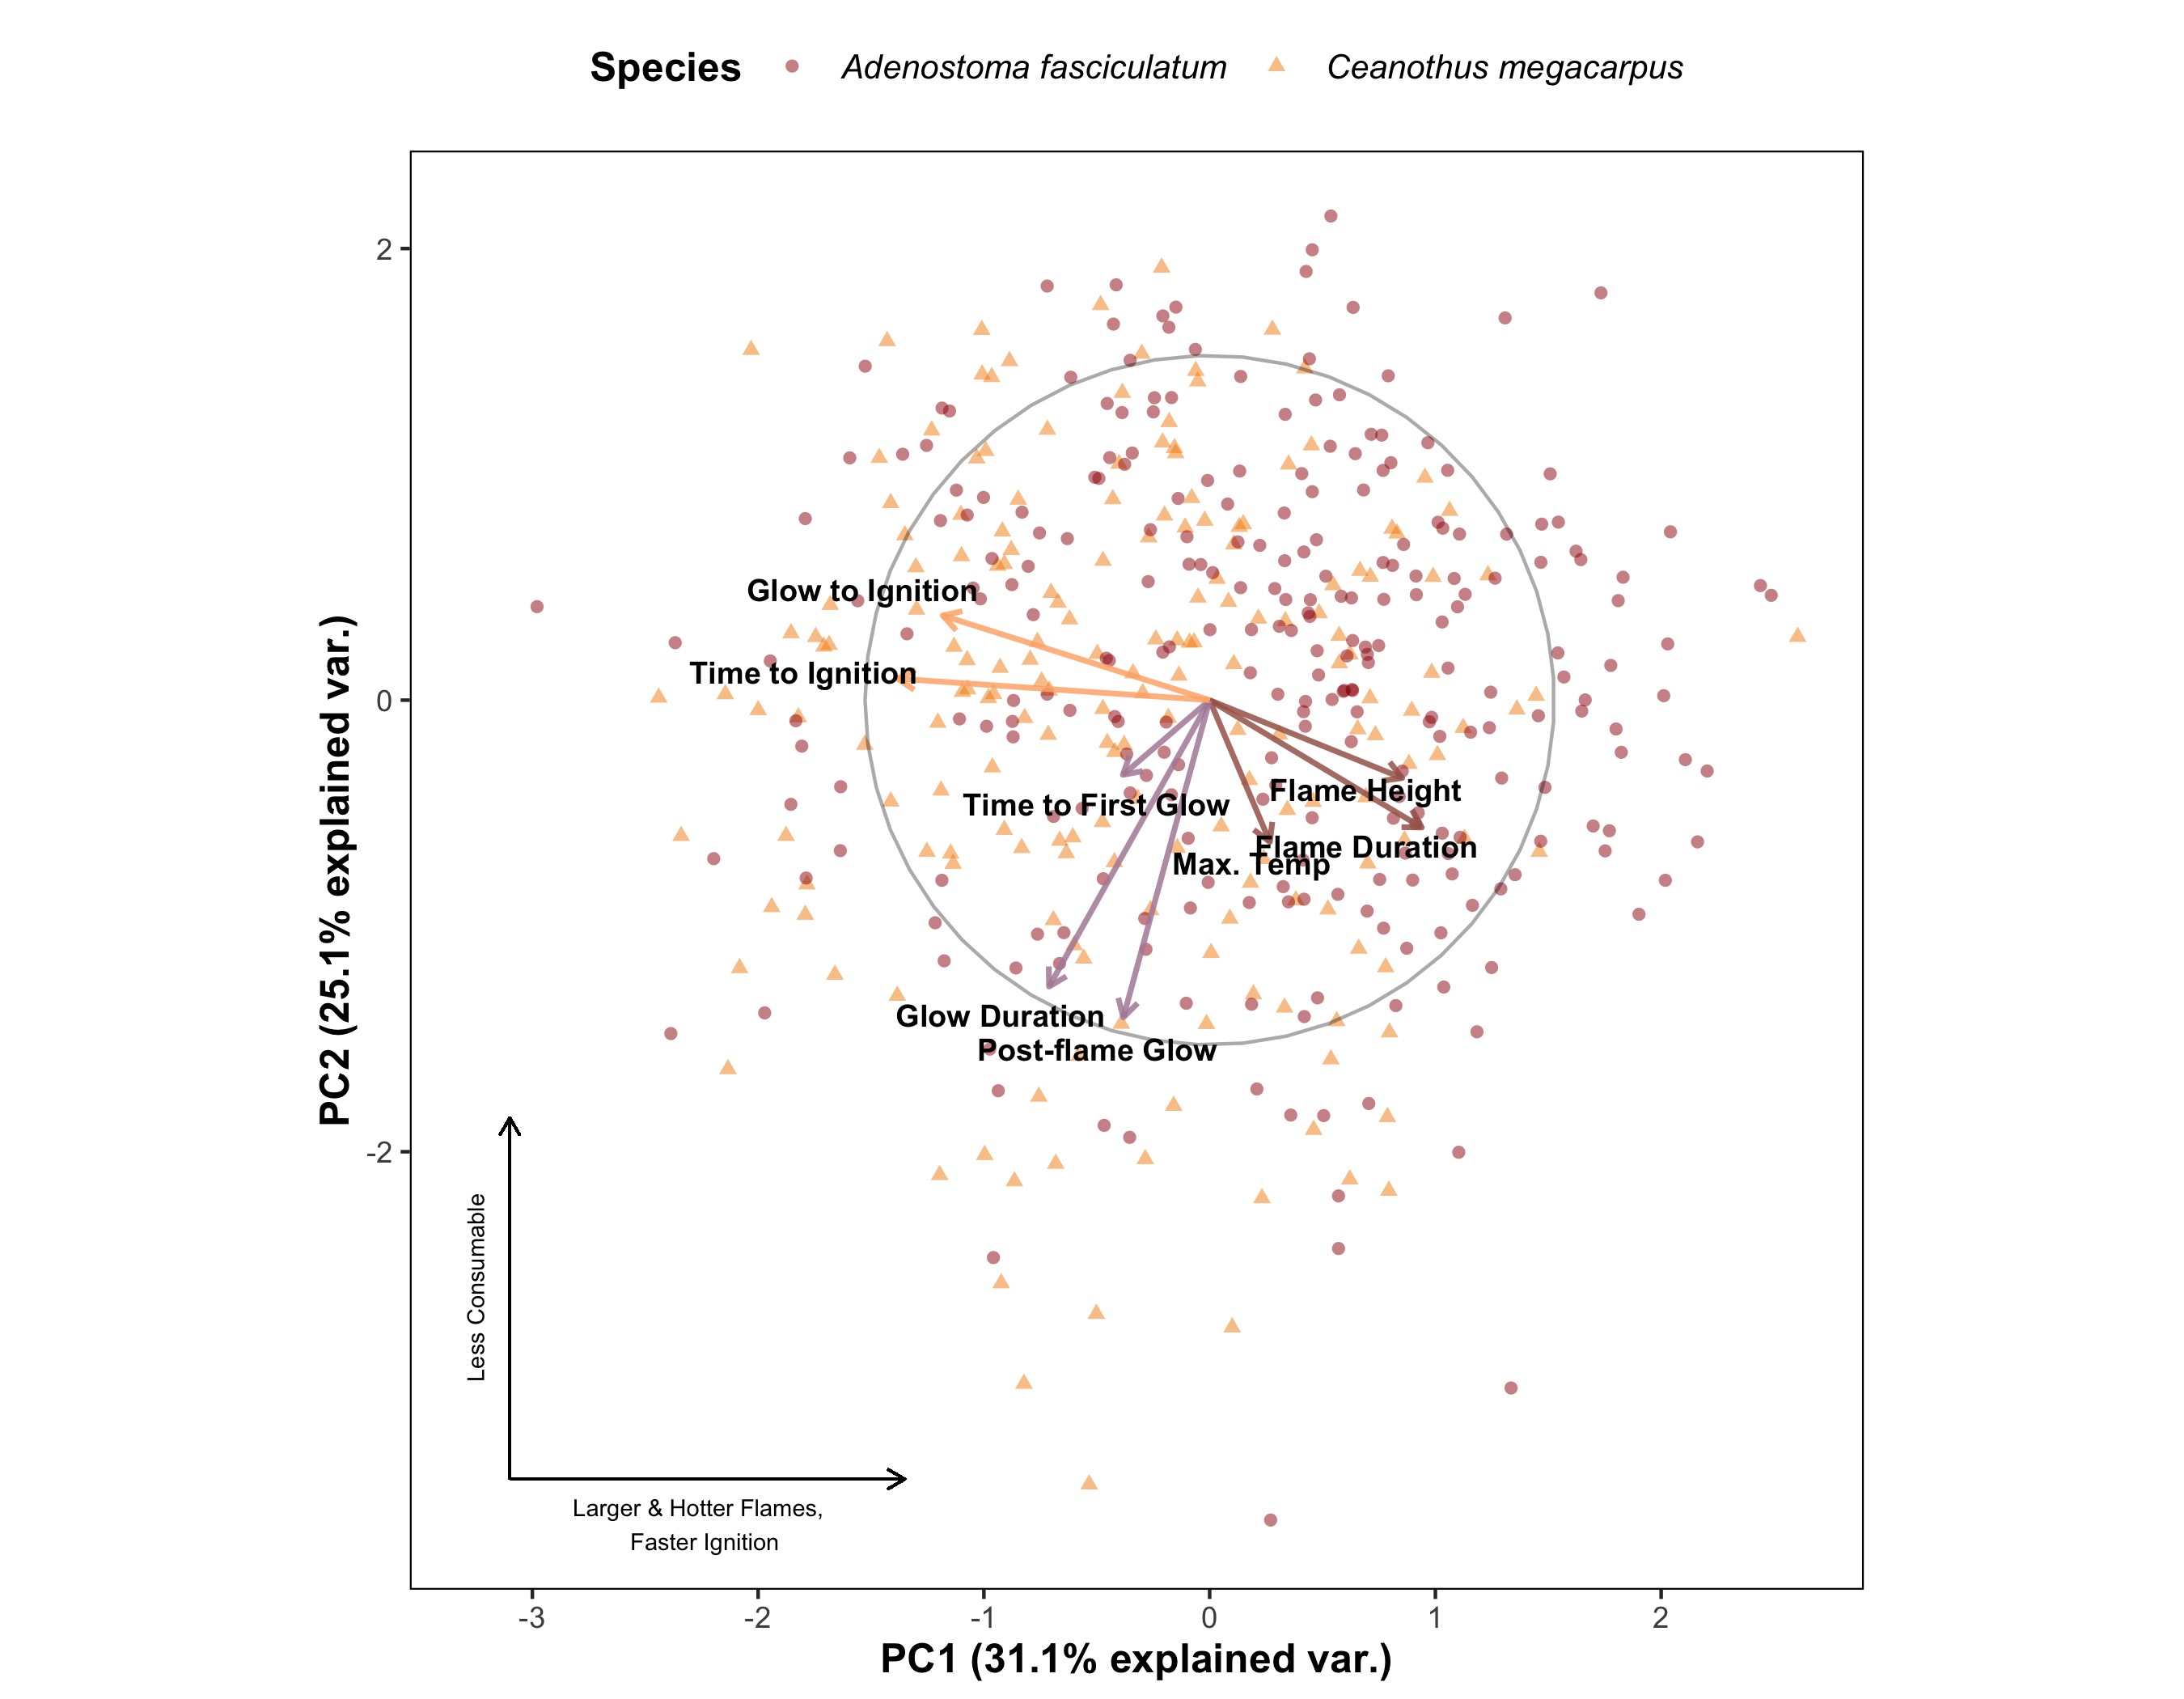 Species Adenostoma fasciculatum Ceanothus megacarpus
PC2 (25.1% explained var.)
2
0
-2
Glow to Ignition
Time to Ignition
Flame Height
Time to First Glow
Flame Duration
Max. Temp
Glow Duration
Post-flame Glow
Less Consumable
Larger & Hotter Flames,
Faster Ignition
-3 -2 -1 0 1 2
PC1 (31.1% explained var.)